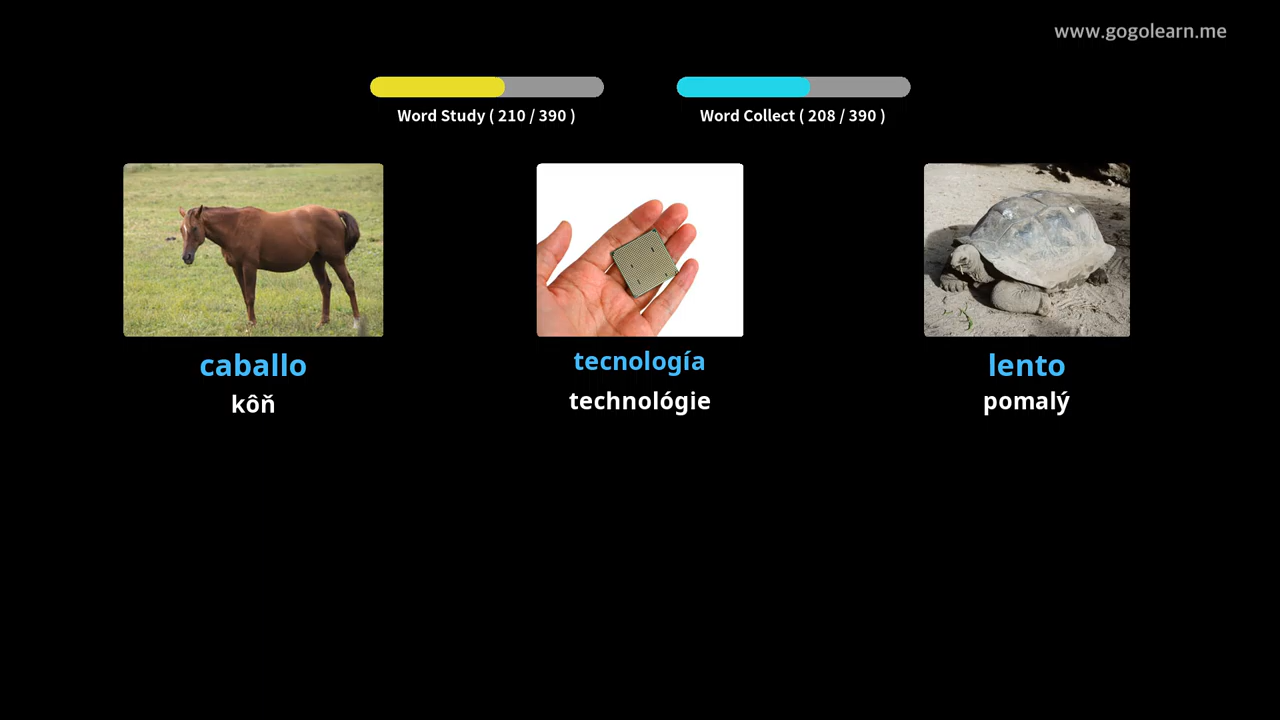 www.gogolearn.me
Word Study ( 210 / 390 )
Word Collect ( 208 / 390 )
caballo
kôň
tecnología
technológie
lento
pomalý